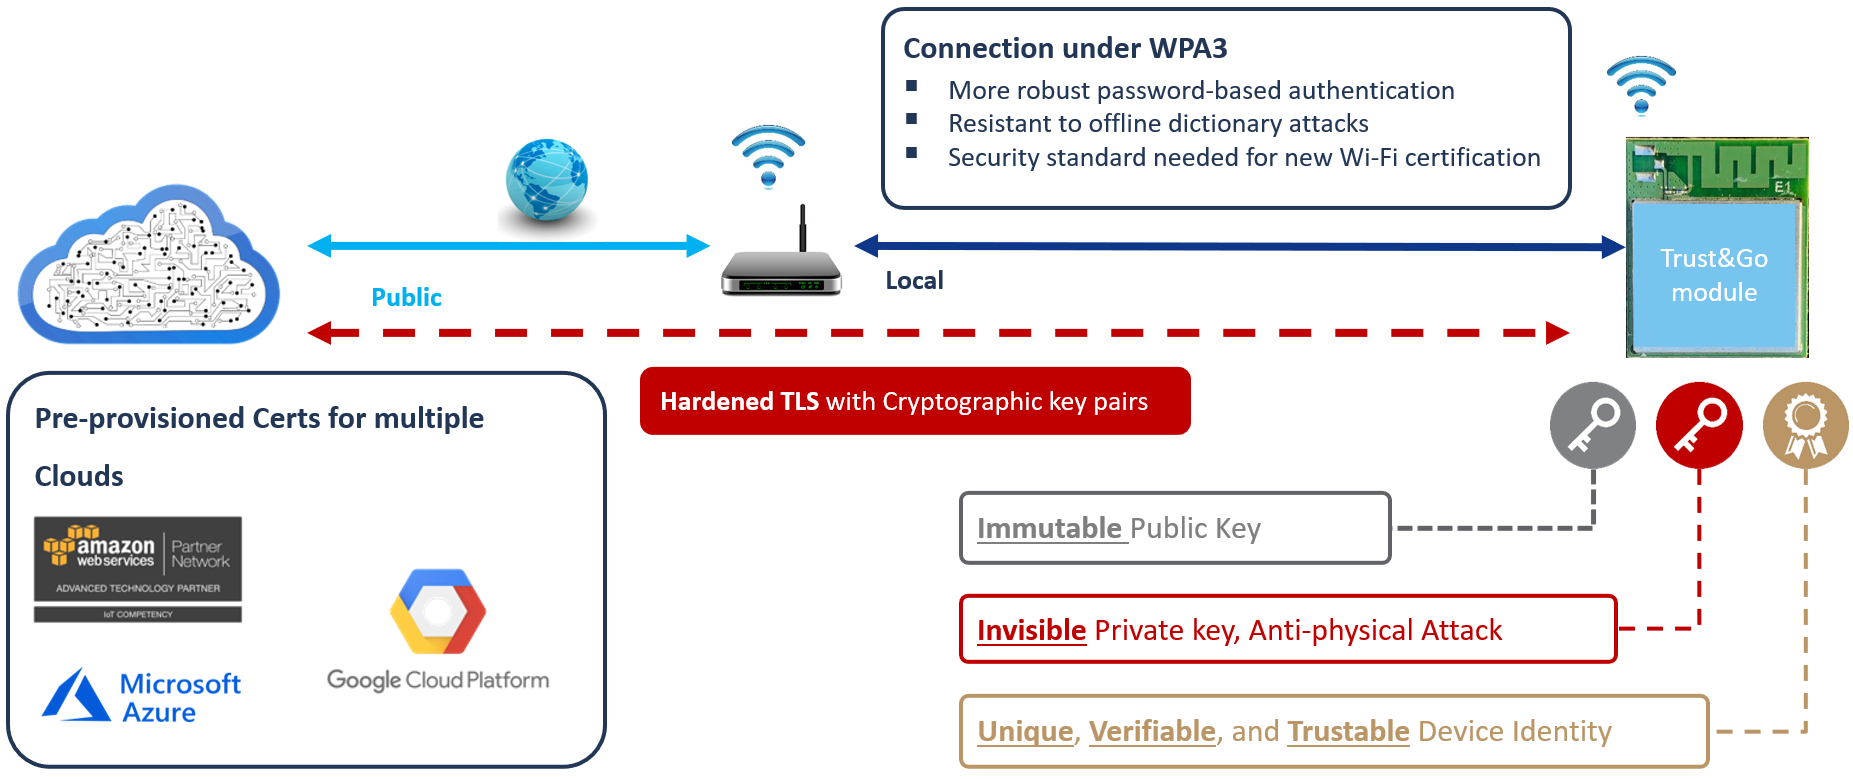 Connection under WPA3
More robust password-based authentication
Resistant to offline dictionary attacks
Security standard needed for new Wi-Fi certification
E1
Trust&Go
module
Public
Local
Hardened TLS with Cryptographic key pairs
Pre-provisioned Certs for multiple
Clouds
amazon
webservices
Partner
Network
ADVANCED TECHNOLOGY PARTNER
IoT COMPETENCY
Google Cloud Platform
Microsoft
Azure
Immutable Public Key
Invisible Private key, Anti-physical Attack
Unique, Verifiable, and Trustable Device Identity